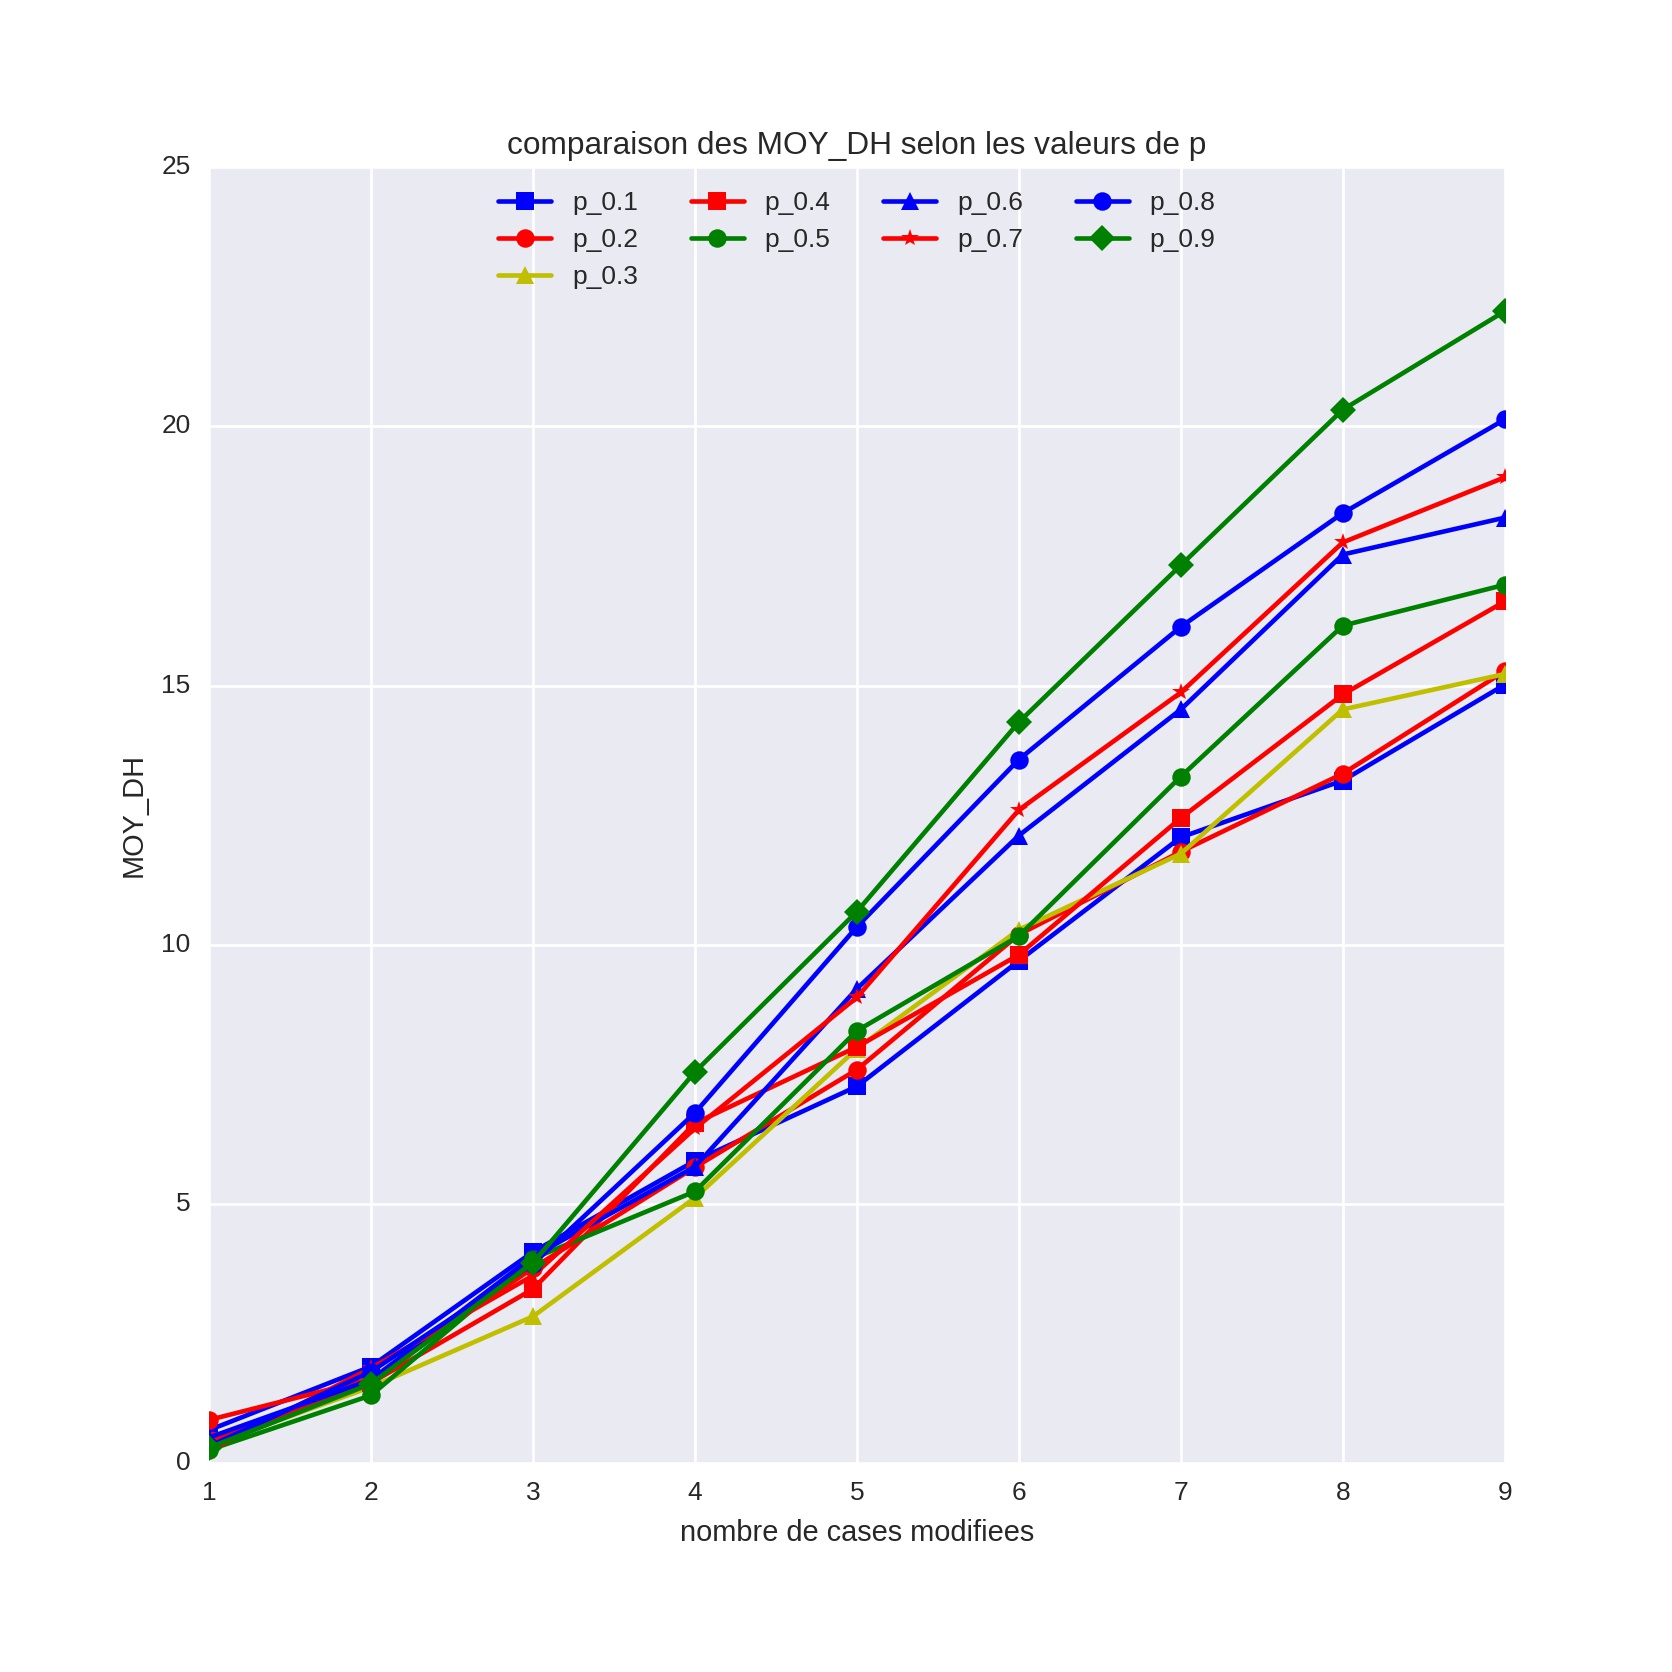 comparaison des MOY_DH selon les valeurs de p
25
p_0.1 p_0.4 p_0.6 p_0.8
p_0.2 p_0.5 p_0.7 p_0.9
p_0.3
20
15
MOY_DH
10
5
0
1 2 3 4 5 6 7 8 9
nombre de cases modifiees